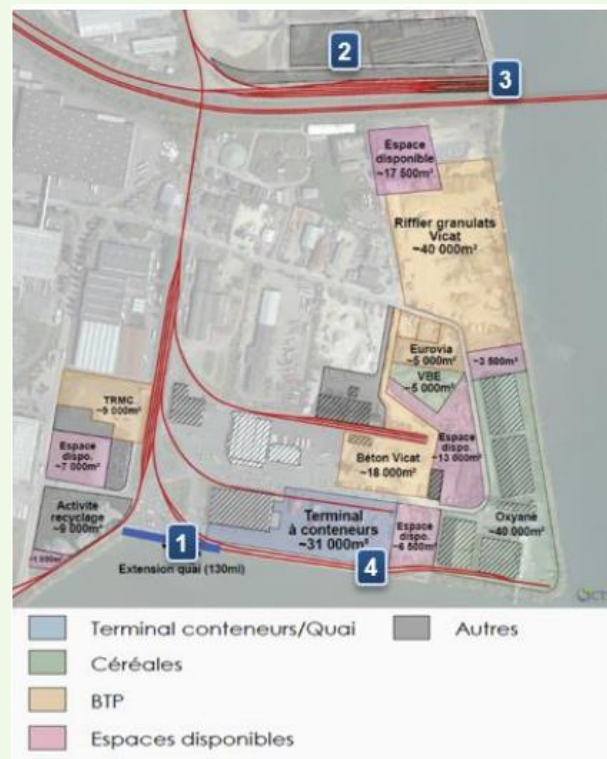 2
3
Espace
disponible
~17 500m²
Riffier granulats
Vicat
~40 000m²
Eurovia
~5 000m²
VBE
~5 000m²
~3 500m²
TRMC
~9 000m²
Espace
dispo.
~7 000m²
Espace
dispo.
~13 000m²
Béton Vicat
~18 000m²
Activité
recyclage
~9 000m²
Terminal
à conteneurs
~31 000m²
Espace
dispo.
~6 500m²
Oxyane
~40 000m²
1
Extension quai (130ml)
4
Terminal conteneurs/Quai
Autres
Céréales
BTP
Espaces disponibles